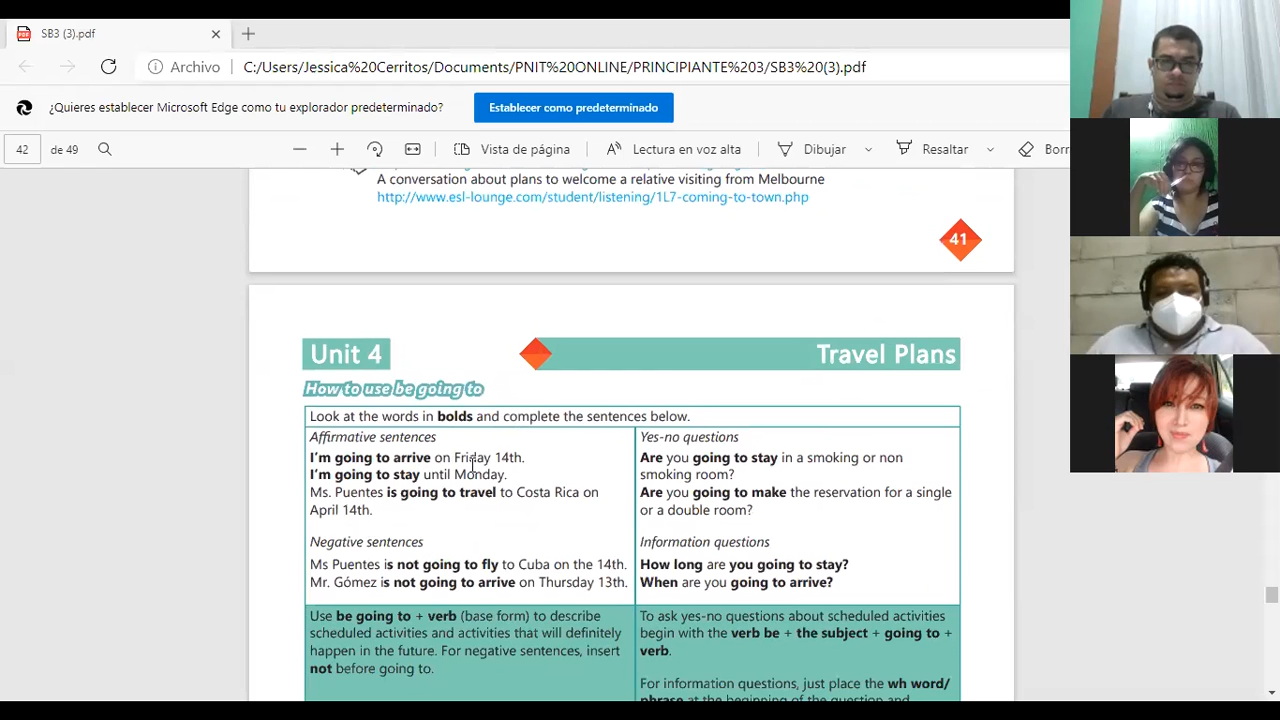 SB3 (3).pdf
Archivo
C:/Users/Jessica%20Cerritos/Documents/PNIT%20ONLINE/PRINCIPIANTE%203/SB3%20(3).pdf
¿Quieres establecer Microsoft Edge como tu explorador predeterminado?
Establecer como predeterminado
42
de 49
Vista de página
Lectura en voz alta
Dibujar
Resaltar
Borr
A conversation about plans to welcome a relative visiting from Melbourne
http://www.esl-lounge.com/student/listening/1L7-coming-to-town.php
41
Unit 4
Travel Plans
How to use be going to
Look at the words in bolds and complete the sentences below.
Affirmative sentences
I'm going to arrive on Friday 14th.
I'm going to stay until Monday.
Ms. Puentes is going to travel to Costa Rica on
April 14th.
Negative sentences
Ms Puentes is not going to fly to Cuba on the 14th.
Mr. Gómez is not going to arrive on Thursday 13th.
Yes-no questions
Are you going to stay in a smoking or non
smoking room?
Are you going to make the reservation for a single
or a double room?
Information questions
How long are you going to stay?
When are you going to arrive?
Use be going to + verb (base form) to describe
scheduled activities and activities that will definitely
happen in the future. For negative sentences, insert
not before going to.
To ask yes-no questions about scheduled activities
begin with the verb be + the subject + going to +
verb.
For information questions, just place the wh word/
phrase at the beginning of the question and